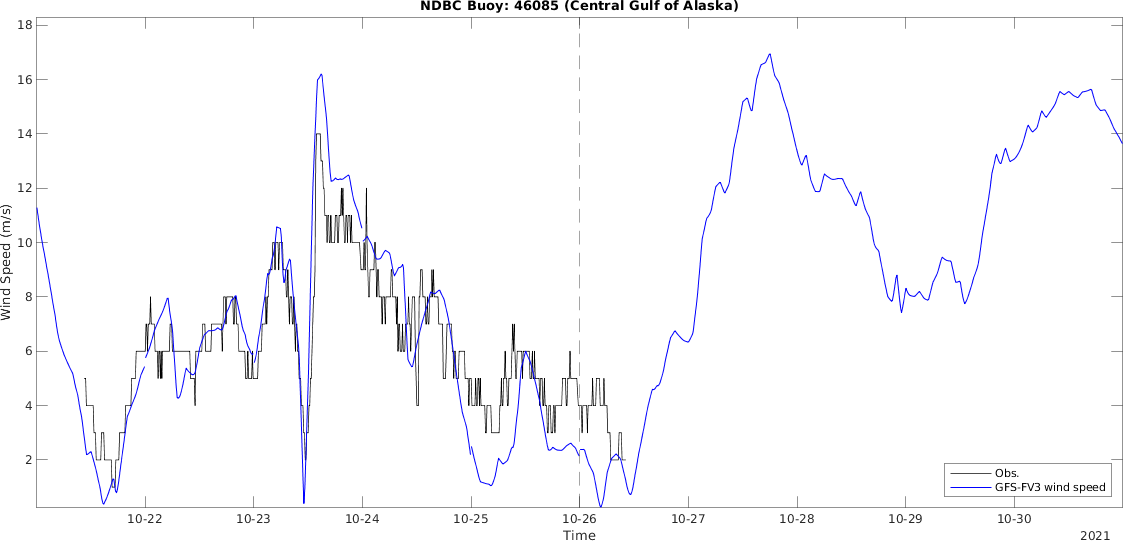 NDBC Buoy: 46085 (Central Gulf of Alaska)
18
16
14
12
10
8
6
4
2
Wind Speed (m/s)
Obs.
GFS-FV3 wind speed
10-22 10-23 10-24 10-25 10-26 10-27 10-28 10-29 10-30
Time
2021